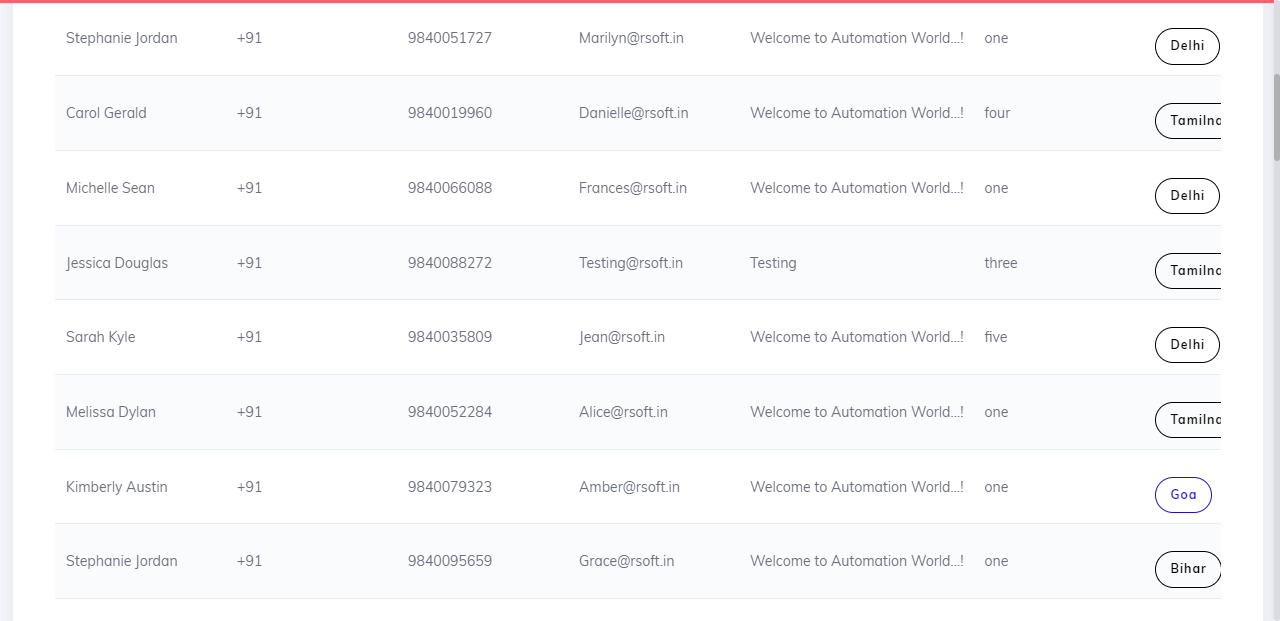 Stephanie Jordan +91 9840051727 Marilyn@rsoft.in Welcome to Automation World...! one Delhi
Carol Gerald +91 9840019960 Danielle@rsoft.in Welcome to Automation World...! four Tamilna
Michelle Sean +91 9840066088 Frances@rsoft.in Welcome to Automation World...! one Delhi
Jessica Douglas +91 9840088272 Testing@rsoft.in Testing three Tamilna
Sarah Kyle +91 9840035809 Jean@rsoft.in Welcome to Automation World...! five Delhi
Melissa Dylan +91 9840052284 Alice@rsoft.in Welcome to Automation World...! one Tamilna
Kimberly Austin +91 9840079323 Amber@rsoft.in Welcome to Automation World...! one Goa
Stephanie Jordan +91 9840095659 Grace@rsoft.in Welcome to Automation World...! one Bihar